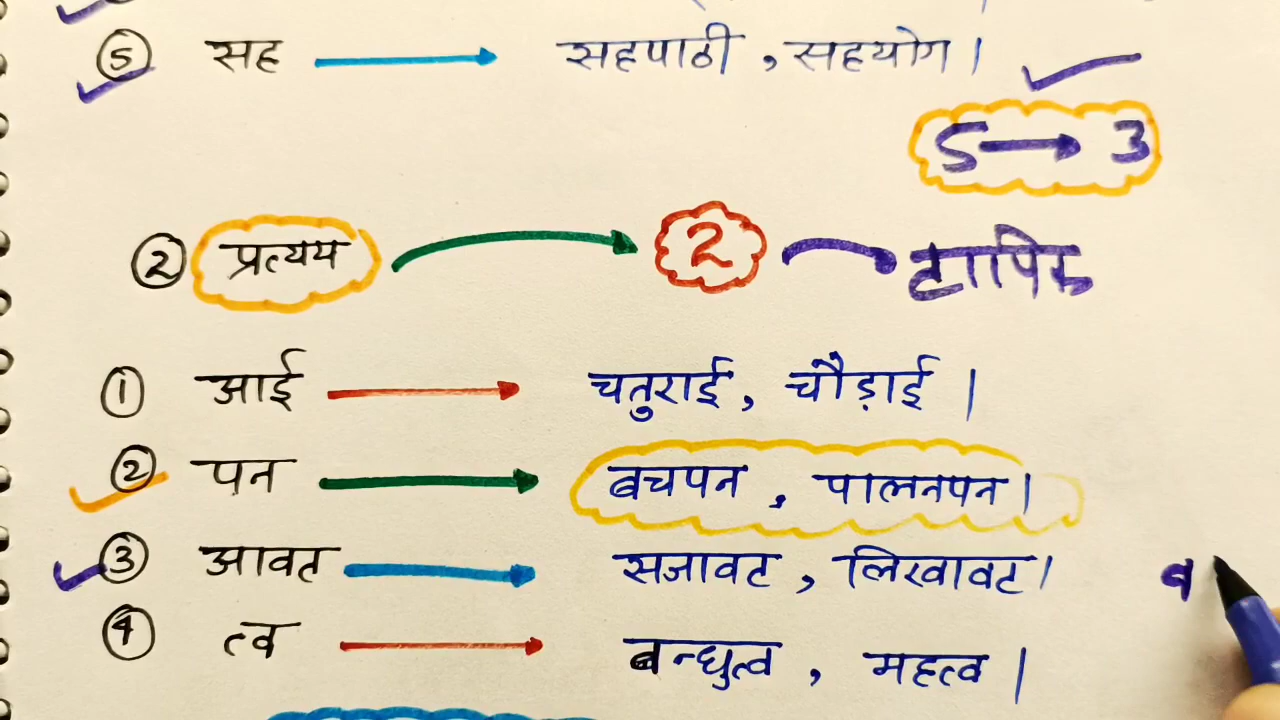 ⑤ सह → सहपाठी , सहयोग ।
5 → 3
② प्रत्यय → 2 टापिक
① आई → चतुराई, चौड़ाई ।
② पन → बचपन , पालनपन ।
③ आवट → सजावट , लिखावट ।
④ त्व → बन्धुत्व , महत्व ।